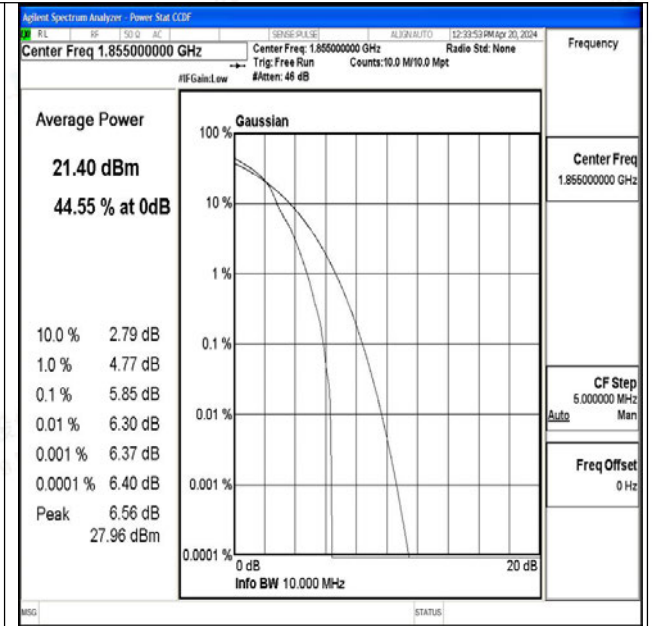 Agilent Spectrum Analyzer - Power Stat CCDF
RL RF 50 Ω AC SENSE:PULSE ALIGN AUTO 12:33:53 PM Apr 20, 2024
Center Freq 1.855000000 GHz
Center Freq: 1.855000000 GHz Radio Std: None
Trig: Free Run Counts:10.0 M/10.0 Mpt
#IFGain:Low #Atten: 46 dB
Frequency
Average Power
21.40 dBm
44.55 % at 0dB
10.0 % 2.79 dB
1.0 % 4.77 dB
0.1 % 5.85 dB
0.01 % 6.30 dB
0.001 % 6.37 dB
0.0001 % 6.40 dB
Peak 6.56 dB
27.96 dBm
Gaussian
100 %
10 %
1 %
0.1 %
0.01 %
0.001 %
0.0001 %
0 dB 20 dB
Info BW 10.000 MHz
Center Freq
1.855000000 GHz
CF Step
5.000000 MHz
Auto Man
Freq Offset
0 Hz
MSG STATUS